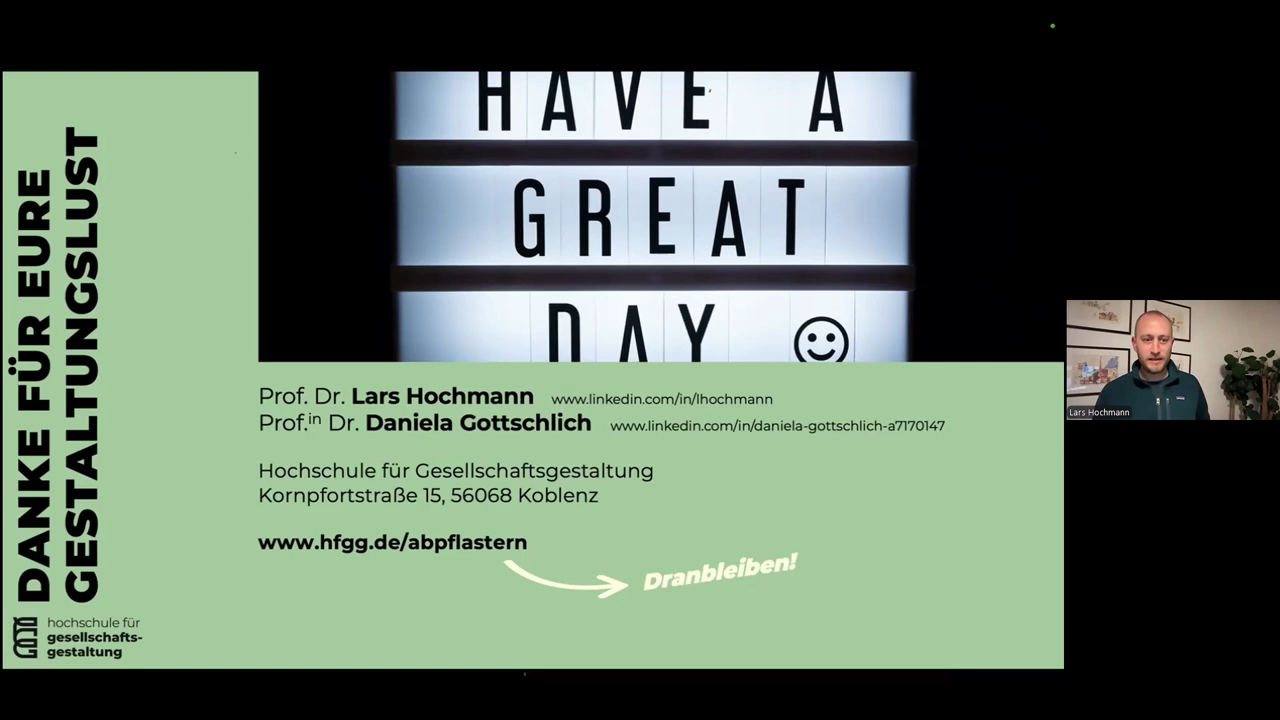 DANKE FÜR EURE
GESTALTUNGSLUST
HAVE A
GREAT
DAY
Prof. Dr. Lars Hochmann www.linkedin.com/in/lhochmann
Prof.in Dr. Daniela Gottschlich www.linkedin.com/in/daniela-gottschlich-a7170147
Hochschule für Gesellschaftsgestaltung
Kornpfortstraße 15, 56068 Koblenz
www.hfgg.de/abpflastern
Dranbleiben!
hochschule für
gesellschafts-
gestaltung
Lars Hochmann